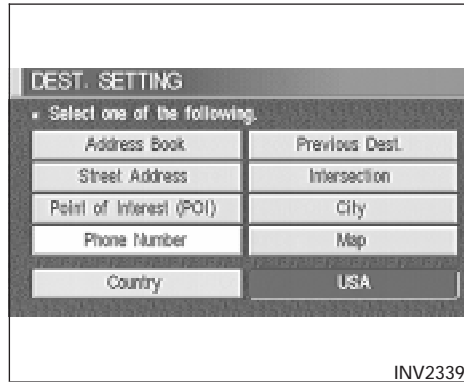 DEST. SETTING
Select one of the following.
Address Book Previous Dest.
Street Address Intersection
Point of Interest (POI) City
Phone Number Map
Country USA
INV2339